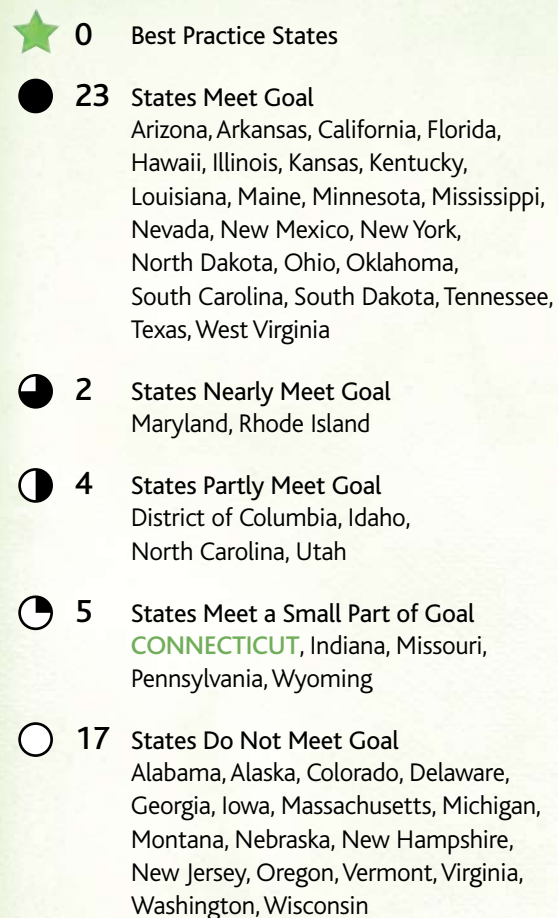 0 Best Practice States
23 States Meet Goal
Arizona, Arkansas, California, Florida,
Hawaii, Illinois, Kansas, Kentucky,
Louisiana, Maine, Minnesota, Mississippi,
Nevada, New Mexico, New York,
North Dakota, Ohio, Oklahoma,
South Carolina, South Dakota, Tennessee,
Texas, West Virginia
2 States Nearly Meet Goal
Maryland, Rhode Island
4 States Partly Meet Goal
District of Columbia, Idaho,
North Carolina, Utah
5 States Meet a Small Part of Goal
CONNECTICUT, Indiana, Missouri,
Pennsylvania, Wyoming
17 States Do Not Meet Goal
Alabama, Alaska, Colorado, Delaware,
Georgia, Iowa, Massachusetts, Michigan,
Montana, Nebraska, New Hampshire,
New Jersey, Oregon, Vermont, Virginia,
Washington, Wisconsin